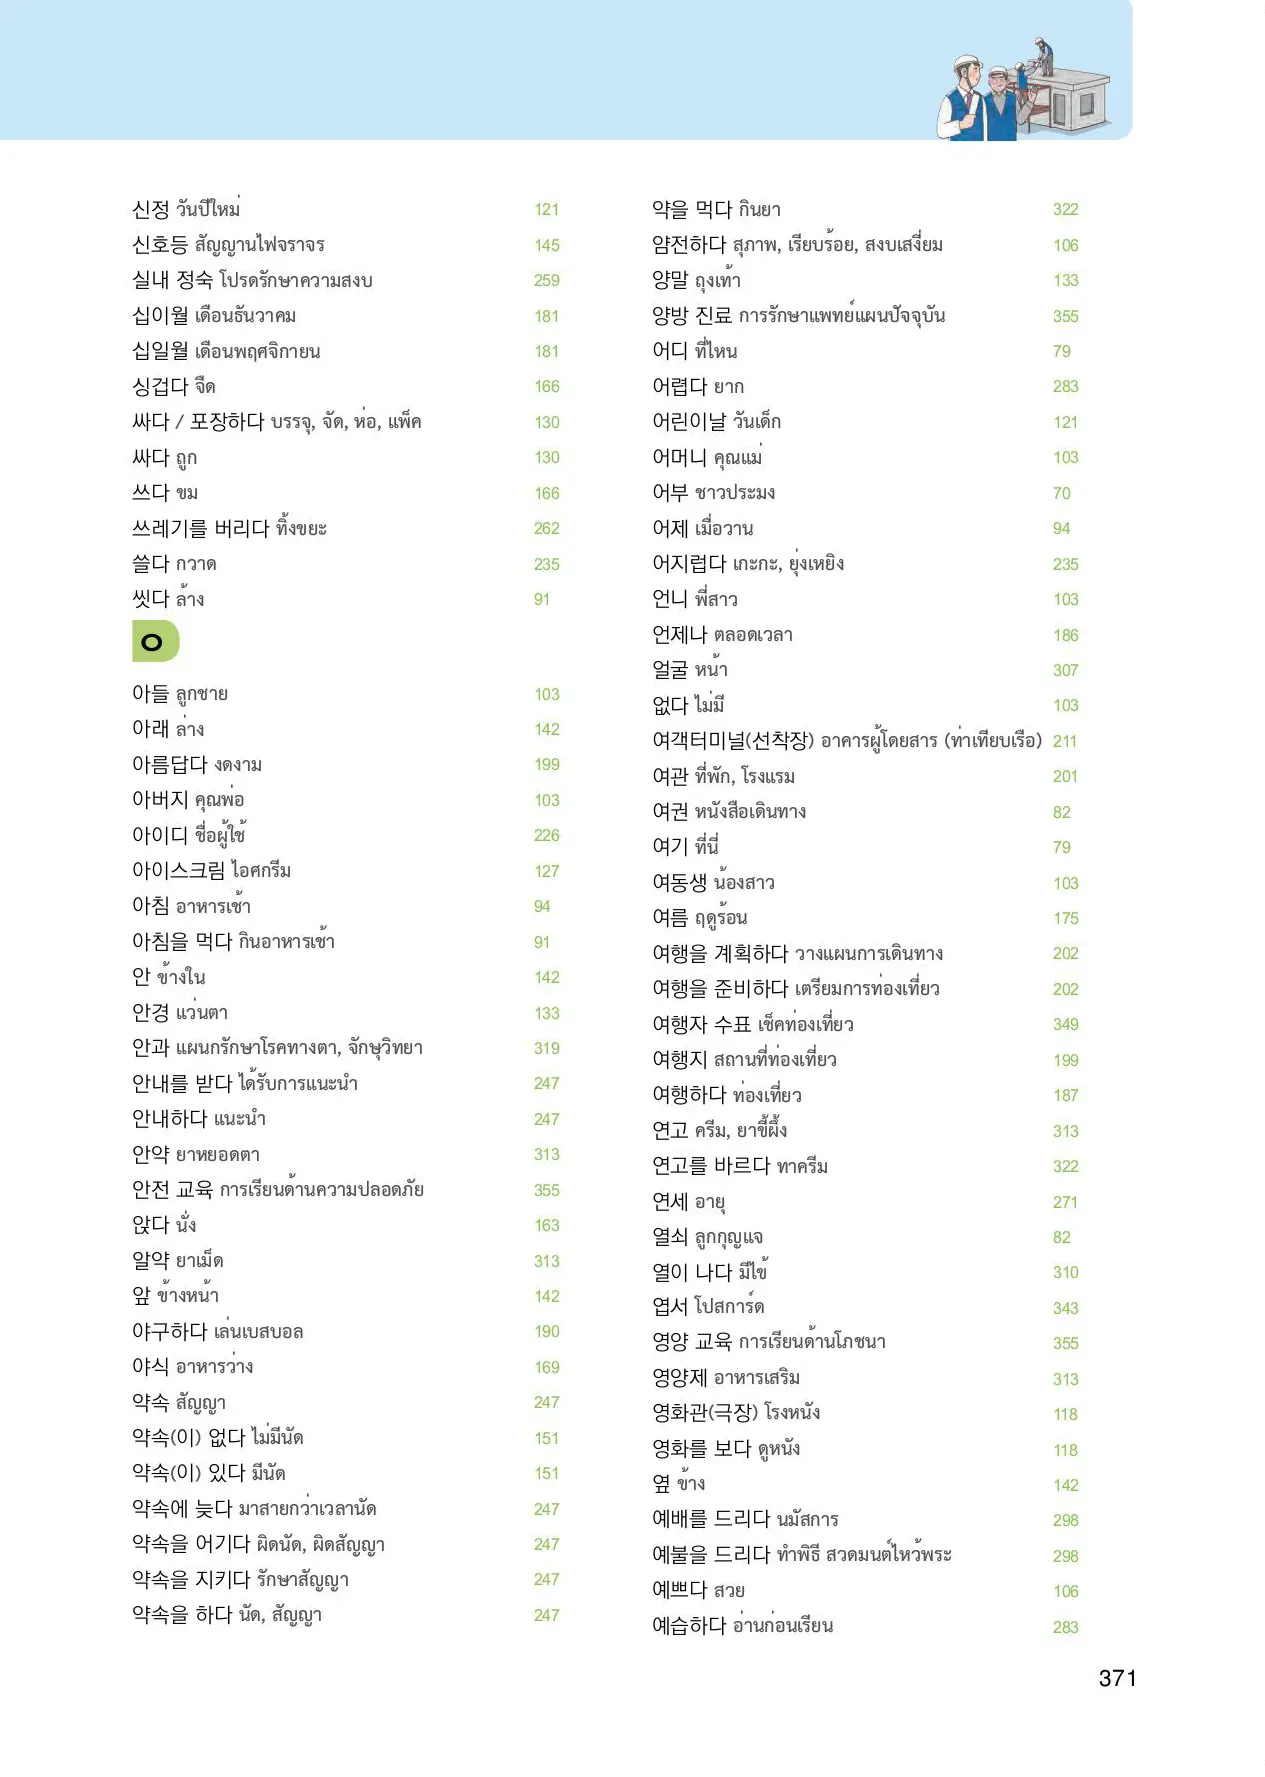 신정 วันปีใหม่ 121
신호등 สัญญานไฟจราจร 145
실내 정숙 โปรดรักษาความสงบ 259
십이월 เดือนธันวาคม 181
십일월 เดือนพฤศจิกายน 181
싱겁다 จืด 166
싸다 / 포장하다 บรรจุ, จัด, ห่อ, แพ็ค 130
싸다 ถูก 130
쓰다 ขม 166
쓰레기를 버리다 ทิ้งขยะ 262
쓸다 กวาด 235
씻다 ล้าง 91
ㅇ
아들 ลูกชาย 103
아래 ล่าง 142
아름답다 งดงาม 199
아버지 คุณพ่อ 103
아이디 ชื่อผู้ใช้ 226
아이스크림 ไอศกรีม 127
아침 อาหารเช้า 94
아침을 먹다 กินอาหารเช้า 91
안 ข้างใน 142
안경 แว่นตา 133
안과 แผนกรักษาโรคทางตา, จักษุวิทยา 319
안내를 받다 ได้รับการแนะนำ 247
안내하다 แนะนำ 247
안약 ยาหยอดตา 313
안전 교육 การเรียนด้านความปลอดภัย 355
앉다 นั่ง 163
알약 ยาเม็ด 313
앞 ข้างหน้า 142
야구하다 เล่นเบสบอล 190
야식 อาหารว่าง 169
약속 สัญญา 247
약속(이) 없다 ไม่มีนัด 151
약속(이) 있다 มีนัด 151
약속에 늦다 มาสายกว่าเวลานัด 247
약속을 어기다 ผิดนัด, ผิดสัญญา 247
약속을 지키다 รักษาสัญญา 247
약속을 하다 นัด, สัญญา 247
약을 먹다 กินยา 322
얌전하다 สุภาพ, เรียบร้อย, สงบเสงี่ยม 106
양말 ถุงเท้า 133
양방 진료 การรักษาแพทย์แผนปัจจุบัน 355
어디 ที่ไหน 79
어렵다 ยาก 283
어린이날 วันเด็ก 121
어머니 คุณแม่ 103
어부 ชาวประมง 70
어제 เมื่อวาน 94
어지럽다 เกะกะ, ยุ่งเหยิง 235
언니 พี่สาว 103
언제나 ตลอดเวลา 186
얼굴 หน้า 307
없다 ไม่มี 103
여객터미널(선착장) อาคารผู้โดยสาร (ท่าเทียบเรือ) 211
여관 ที่พัก, โรงแรม 201
여권 หนังสือเดินทาง 82
여기 ที่นี่ 79
여동생 น้องสาว 103
여름 ฤดูร้อน 175
여행을 계획하다 วางแผนการเดินทาง 202
여행을 준비하다 เตรียมการท่องเที่ยว 202
여행자 수표 เช็คท่องเที่ยว 349
여행지 สถานที่ท่องเที่ยว 199
여행하다 ท่องเที่ยว 187
연고 ครีม, ยาขี้ผึ้ง 313
연고를 바르다 ทาครีม 322
연세 อายุ 271
열쇠 ลูกกุญแจ 82
열이 나다 มีไข้ 310
엽서 โปสการ์ด 343
영양 교육 การเรียนด้านโภชนา 355
영양제 อาหารเสริม 313
영화관(극장) โรงหนัง 118
영화를 보다 ดูหนัง 118
옆 ข้าง 142
예배를 드리다 นมัสการ 298
예불을 드리다 ทำพิธี สวดมนต์ไหว้พระ 298
예쁘다 สวย 106
예습하다 อ่านก่อนเรียน 283
371